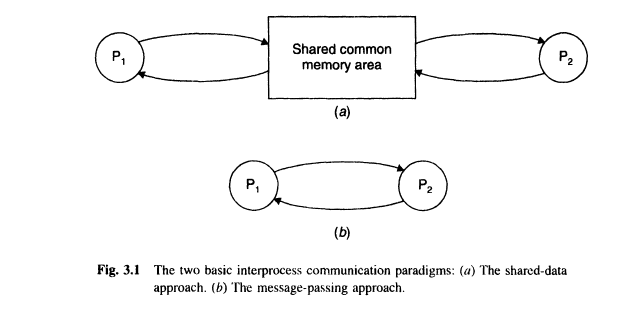 P1
Shared common
memory area
P2
(a)
P1
P2
(b)
Fig. 3.1 The two basic interprocess communication paradigms: (a) The shared-data
approach. (b) The message-passing approach.